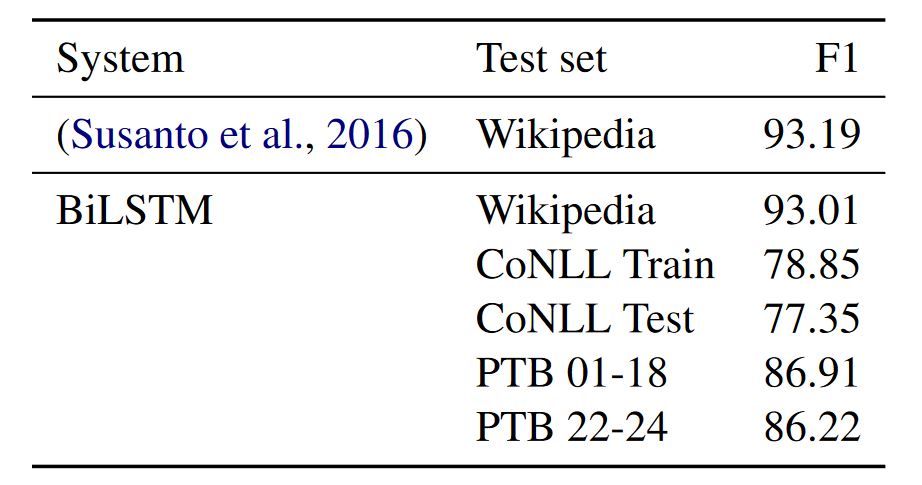 System Test set F1
(Susanto et al., 2016) Wikipedia 93.19
BiLSTM Wikipedia 93.01
CoNLL Train 78.85
CoNLL Test 77.35
PTB 01-18 86.91
PTB 22-24 86.22